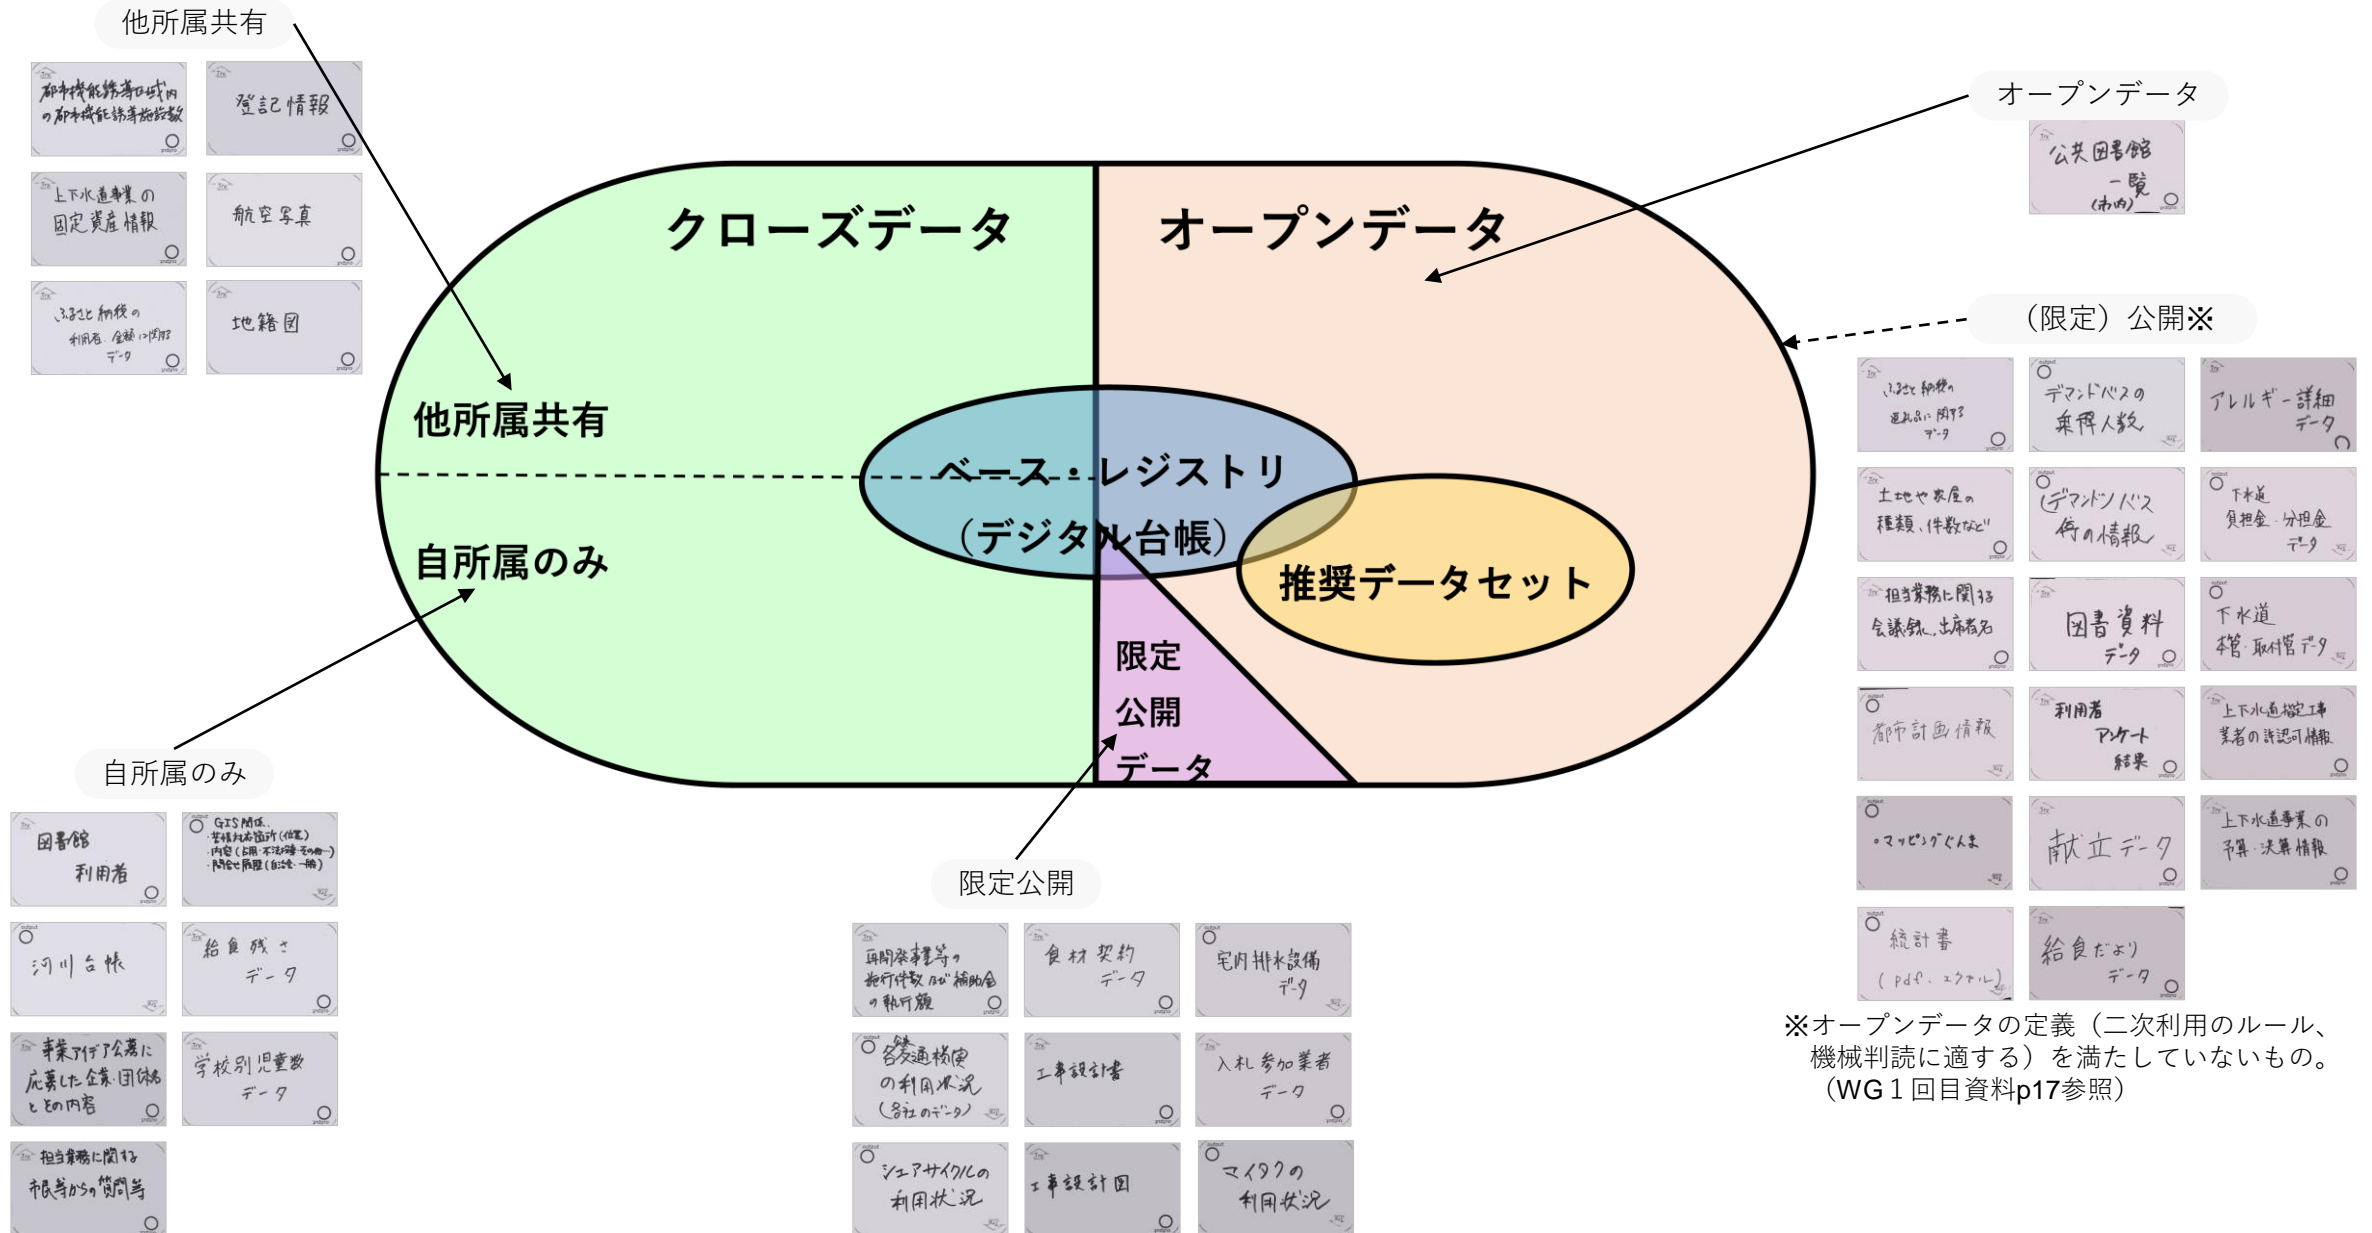 他所属共有
都市機能誘導区域内
の都市機能誘導施設数
登記情報
上下水道事業の
固定資産情報
航空写真
ふるさと納税の
利用者、金額に関する
データ
地籍図
オープンデータ
公共図書館
一覧
(市内)
クローズデータ
オープンデータ
他所属共有
自所属のみ
ベース・レジストリ
（デジタル台帳）
推奨データセット
限定
公開
データ
自所属のみ
図書館
利用者
GIS関係
・苦情対応箇所(位置)
河川台帳
給食残さ
データ
事業アイデア公募に
応募した企業・団体名
とその内容
学校別児童数
データ
担当業務に関する
市民等からの質問等
限定公開
再開発事業等の
施行件数及び補助金
の執行額
食材契約
データ
宅内排水設備
データ
各交通機関
の利用状況
(各社のデータ)
工事設計書
入札参加業者
データ
シェアサイクルの
利用状況
工事設計図
マイタクの
利用状況
（限定）公開※
ふるさと納税の
返礼品に関する
データ
デマンドバスの
乗降人数
アレルギー詳細
データ
土地や家屋の
種類、件数など
(デマンド)バス
停の情報
下水道
負担金・分担金
データ
担当業務に関する
会議録、出席者名
図書資料
データ
下水道
本管・取付管データ
都市計画情報
利用者
アンケート
結果
上下水道指定工事
業者の許認可情報
・マッピングぐんま
献立データ
上下水道事業の
予算・決算情報
統計書
(pdf、エクセル)
給食だより
データ
※オープンデータの定義（二次利用のルール、
機械判読に適する）を満たしていないもの。
（WG１回目資料p17参照）